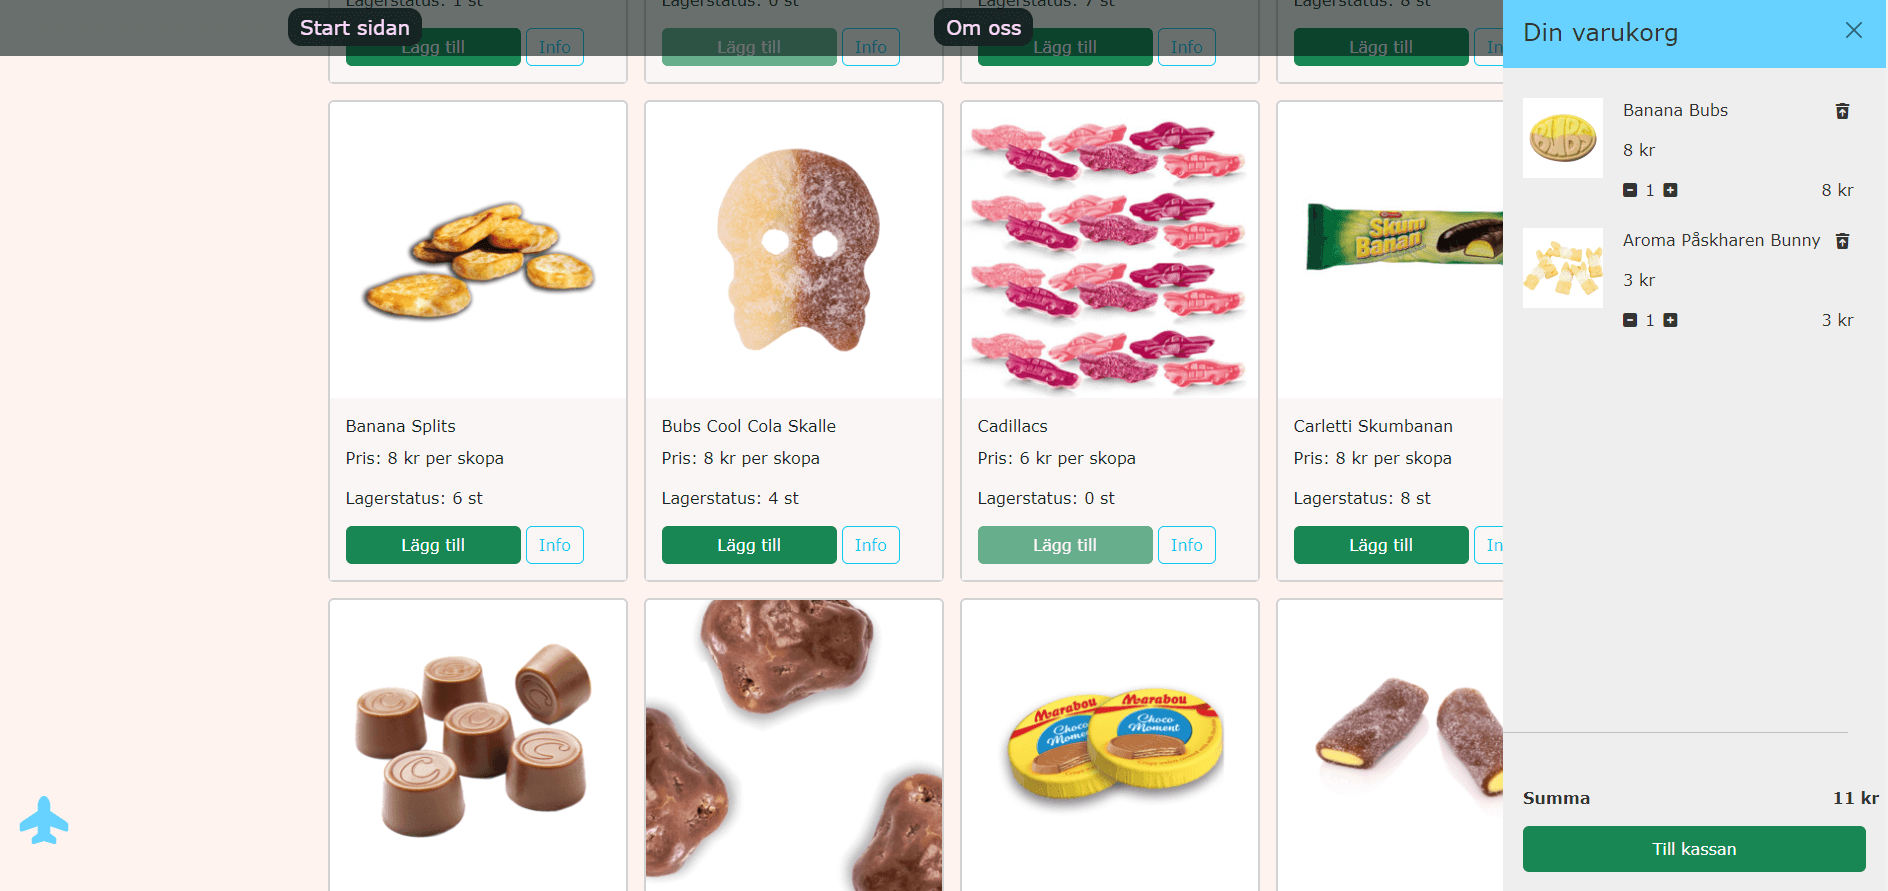 Lagerstatus: 1 st
Lagerstatus: 0 st
Lagerstatus: 7 st
Lagerstatus: 8 st
Start sidan
Om oss
Lägg till
Info
Lägg till
Info
Lägg till
Info
Lägg till
In
Banana Splits
Pris: 8 kr per skopa
Lagerstatus: 6 st
Lägg till
Info
Bubs Cool Cola Skalle
Pris: 8 kr per skopa
Lagerstatus: 4 st
Lägg till
Info
Cadillacs
Pris: 6 kr per skopa
Lagerstatus: 0 st
Lägg till
Info
Skum
Banan
Carletti Skumbanan
Pris: 8 kr per skopa
Lagerstatus: 8 st
Lägg till
In
Marabou
Choco
Marabou
Choco
Moment
Din varukorg
BUBS
BUBS
Banana Bubs
8 kr
1
8 kr
Aroma Påskharen Bunny
3 kr
1
3 kr
Summa
11 kr
Till kassan